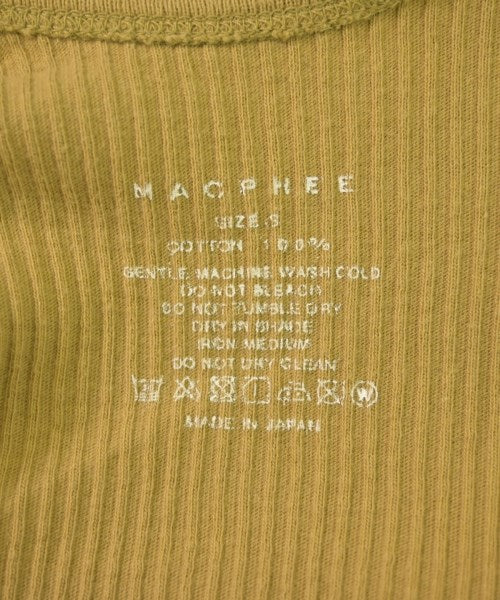 MACPHEE
SIZE S
COTTON 100%
GENTLE MACHINE WASH COLD
DO NOT BLEACH
DO NOT TUMBLE DRY
DRY IN SHADE
IRON MEDIUM
DO NOT DRY CLEAN
W
MADE IN JAPAN